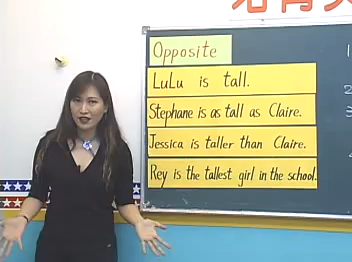 Opposite
LuLu is tall.
Stephane is as tall as Claire.
Jessica is taller than Claire.
Rey is the tallest girl in the school.